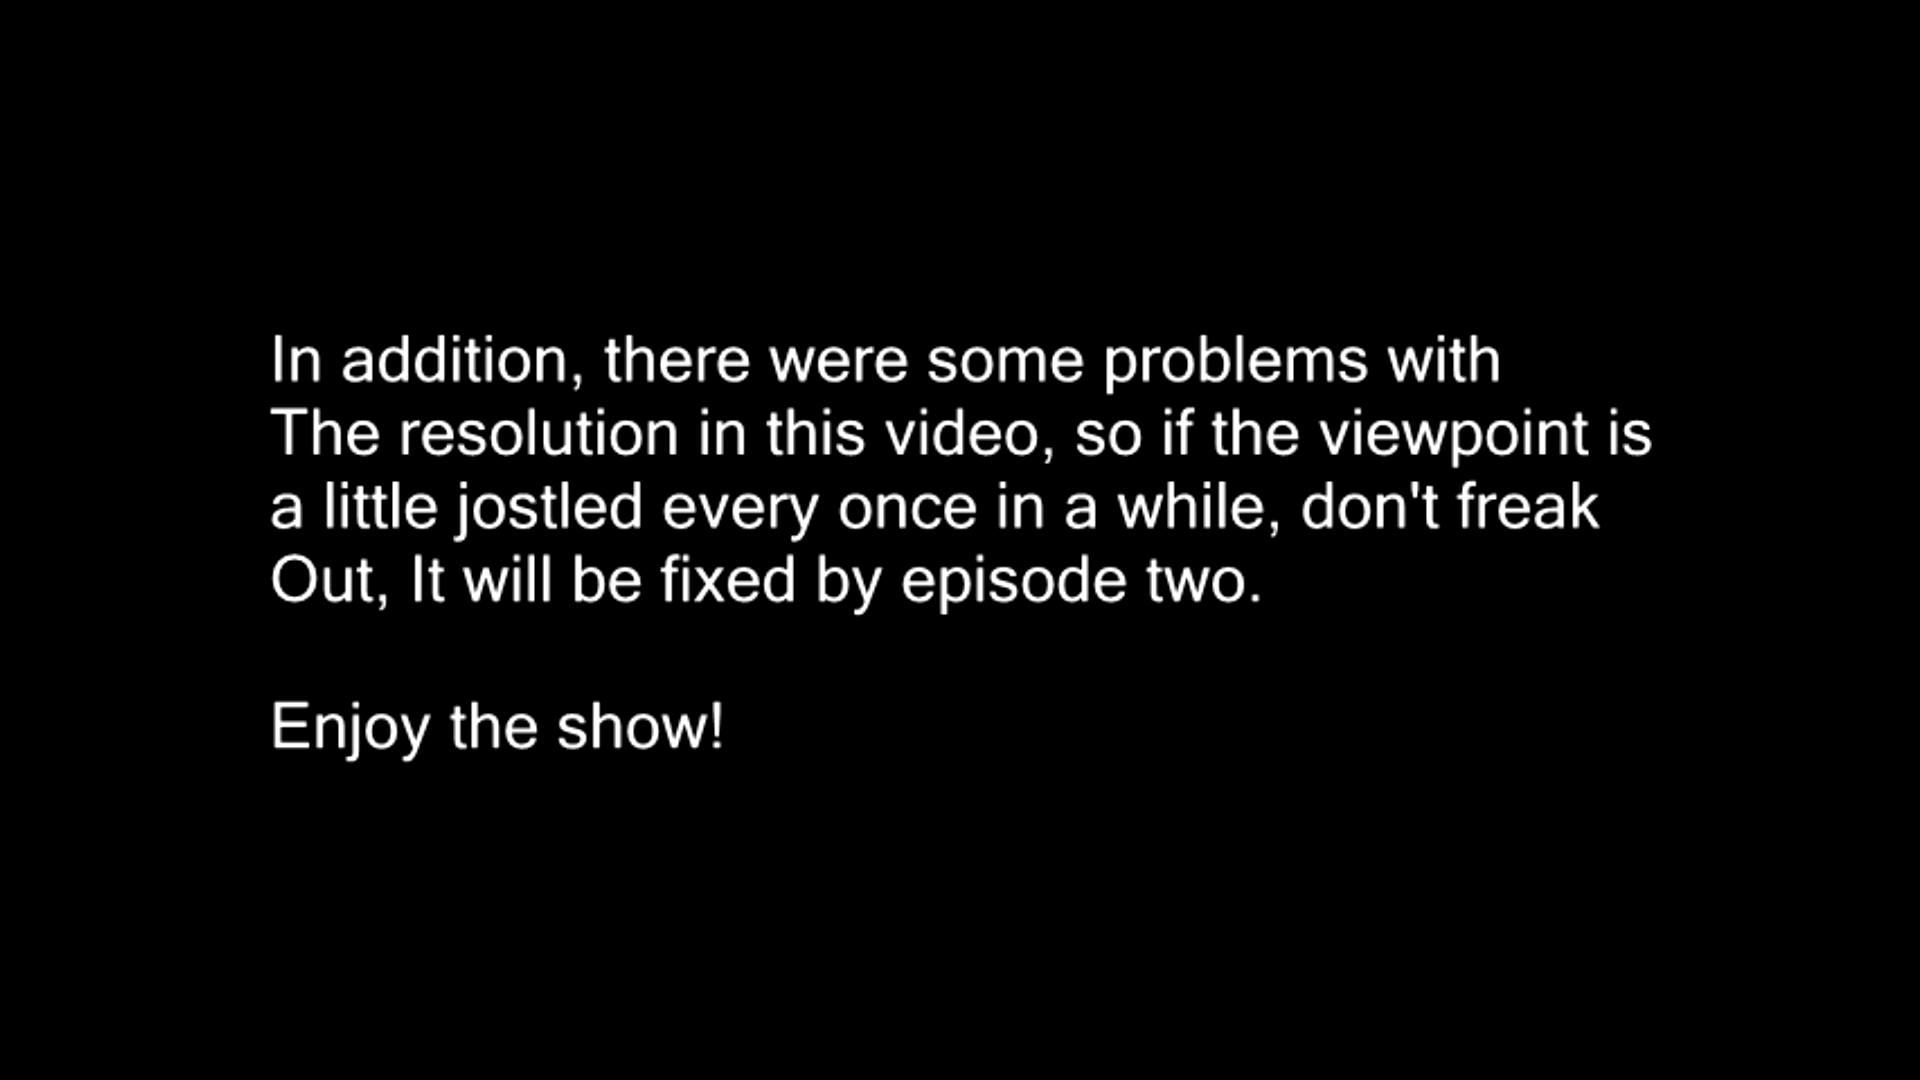 In addition, there were some problems with
The resolution in this video, so if the viewpoint is
a little jostled every once in a while, don't freak
Out, It will be fixed by episode two.
Enjoy the show!